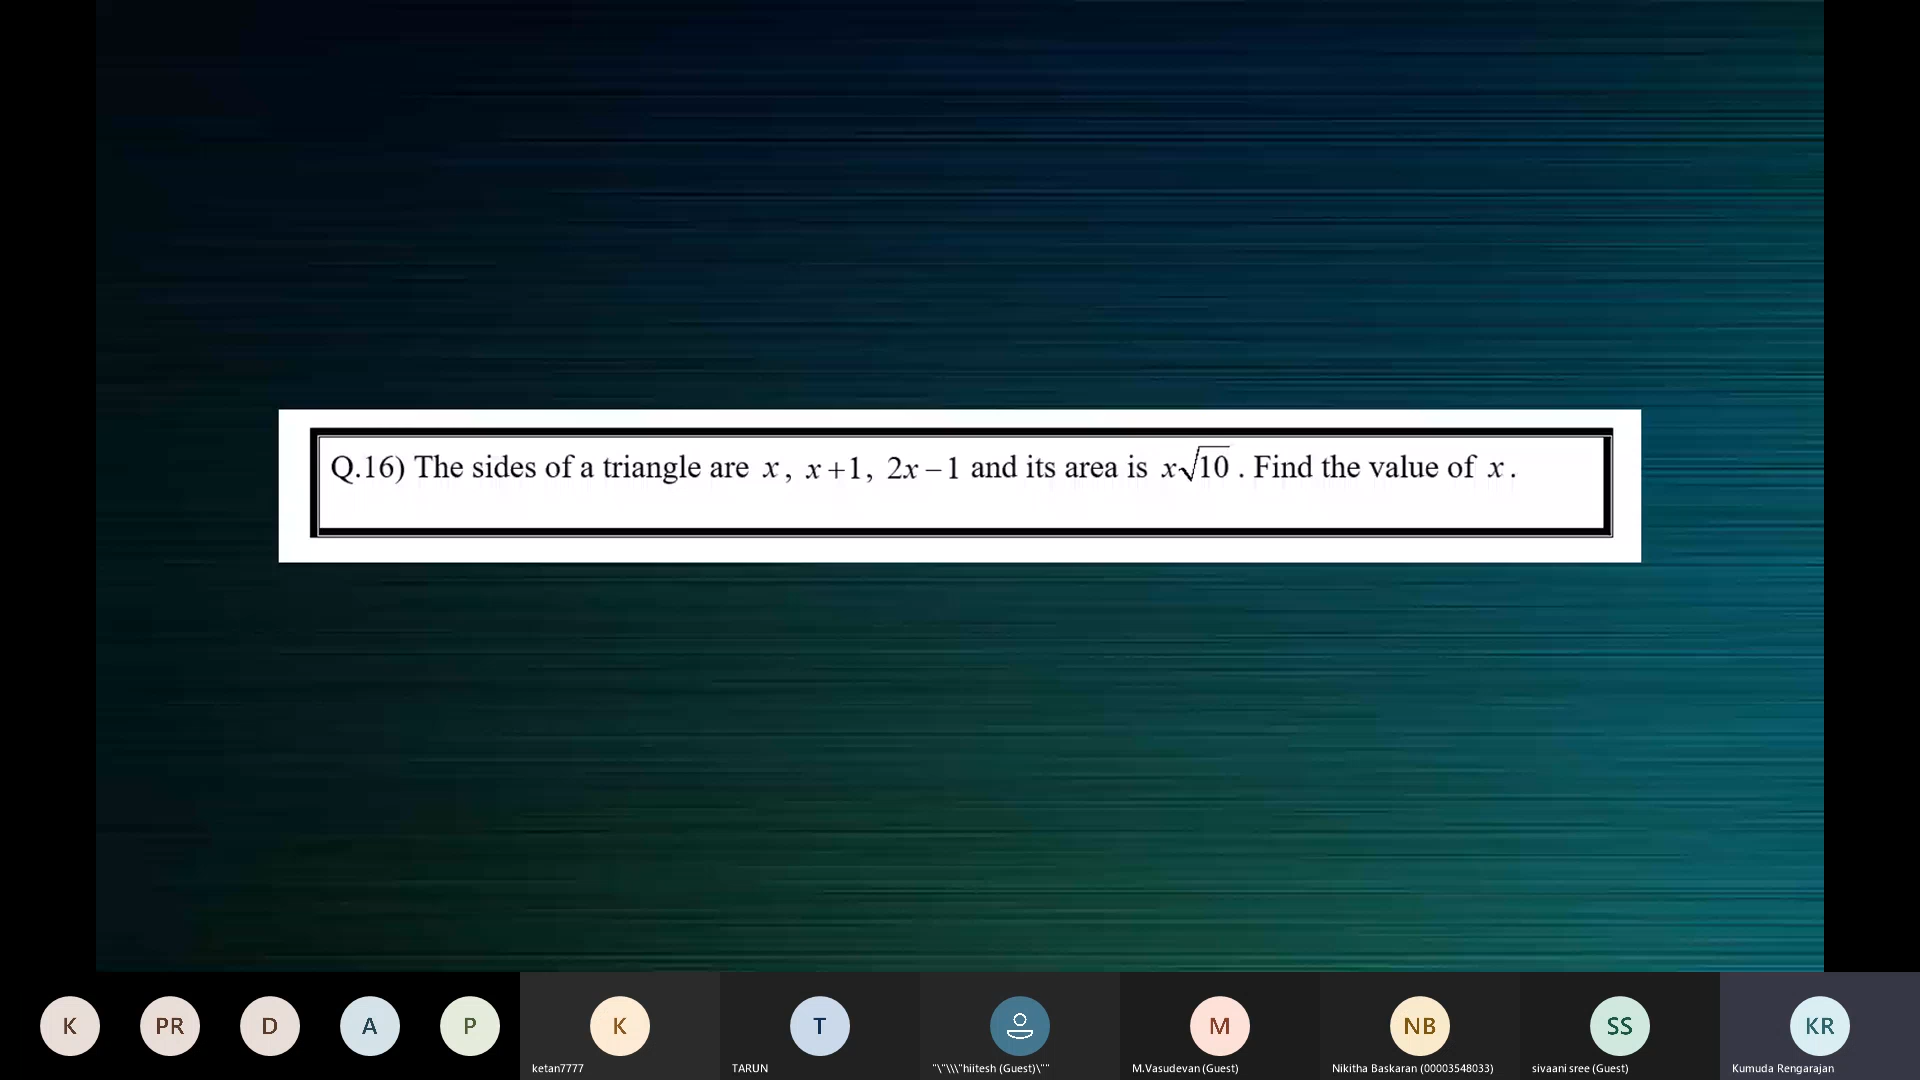 Q.16) The sides of a triangle are x, x+1, 2x−1 and its area is x√10. Find the value of x.
K
PR
D
A
P
K
T
M
NB
SS
KR
ketan7777
TARUN
"\"\\\"hiitesh (Guest)\""
M.Vasudevan (Guest)
Nikitha Baskaran (00003548033)
sivaani sree (Guest)
Kumuda Rengarajan